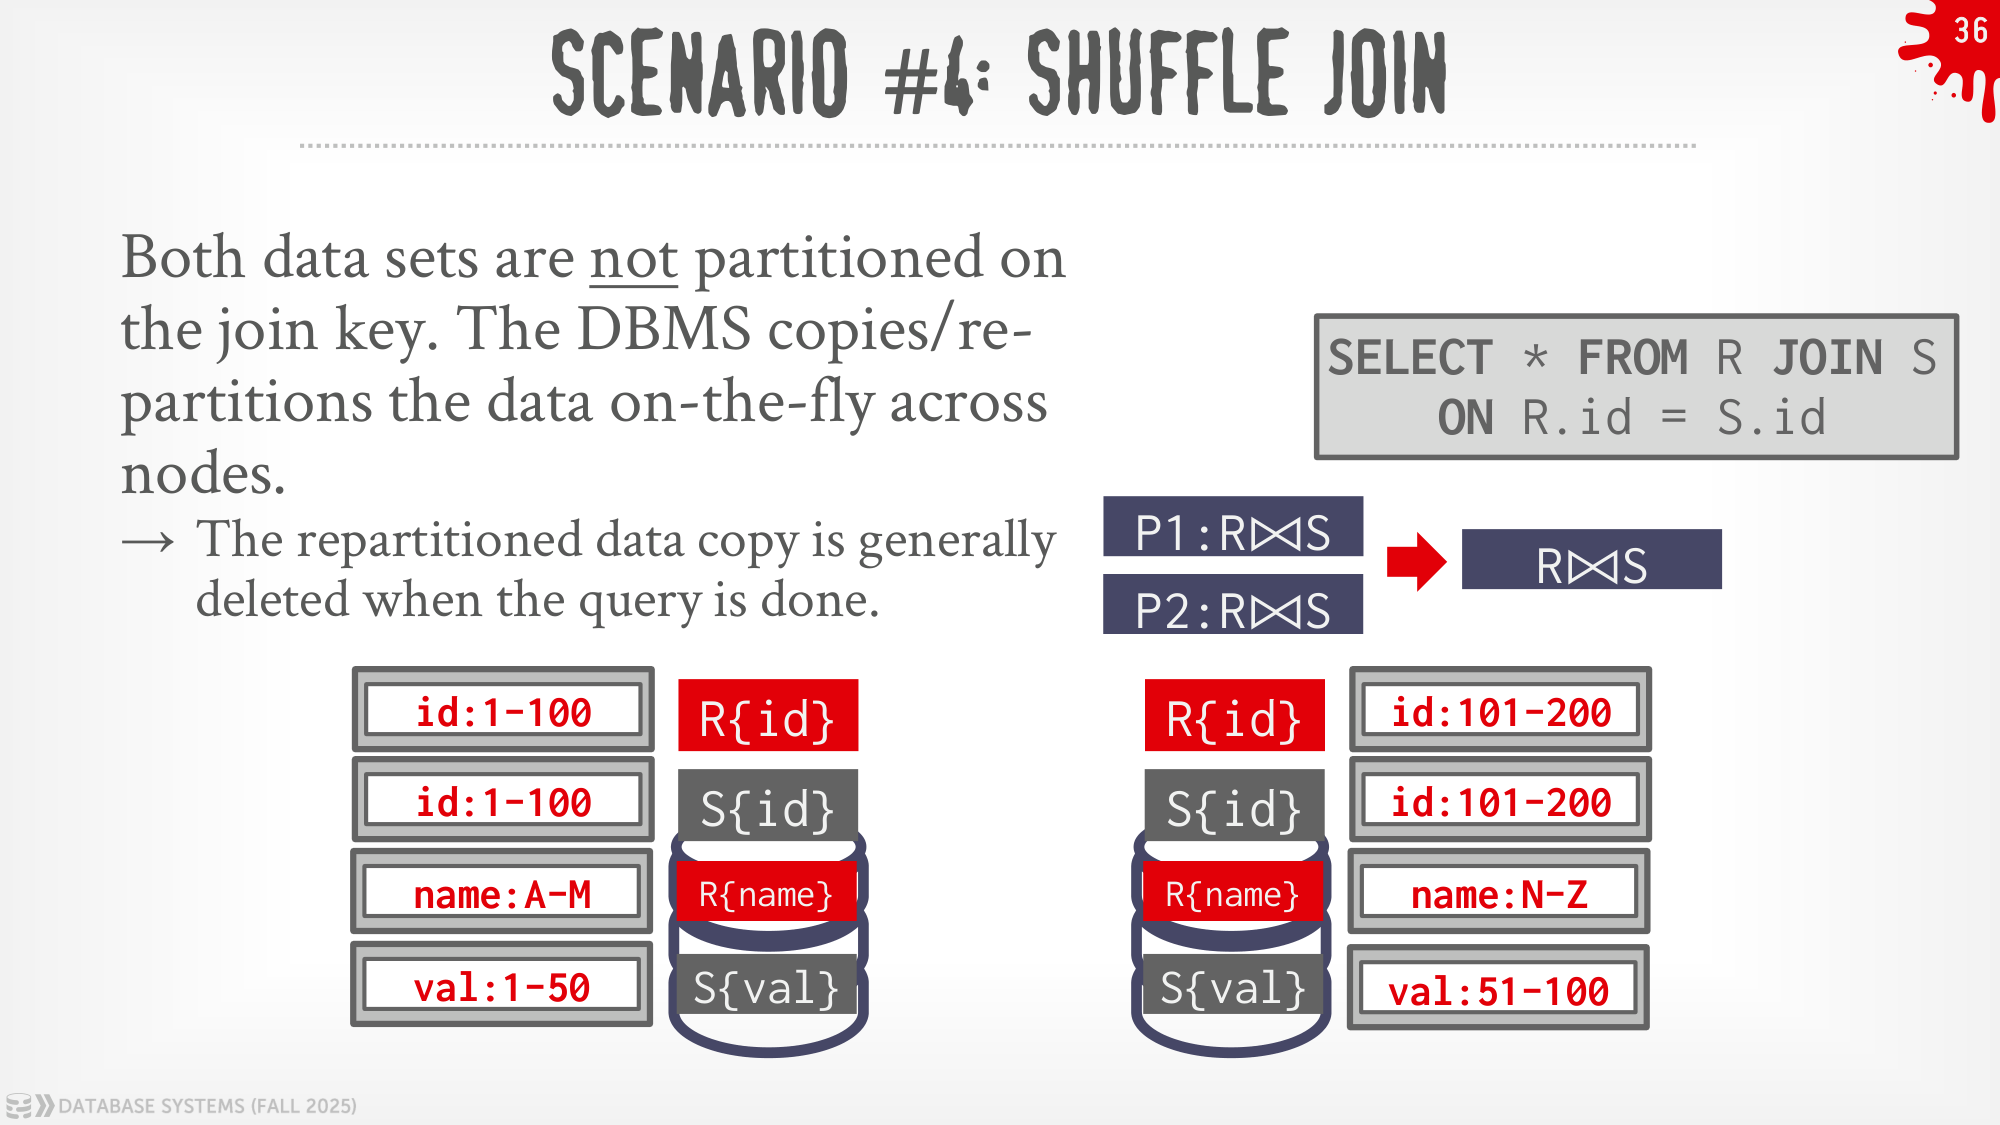 SCENARIO #4: SHUFFLE JOIN
36
Both data sets are not partitioned on
the join key. The DBMS copies/re-
partitions the data on-the-fly across
nodes.
→ The repartitioned data copy is generally
deleted when the query is done.
SELECT * FROM R JOIN S
ON R.id = S.id
P1:R⋈S
P2:R⋈S
R⋈S
id:1-100
R{id}
R{id}
id:101-200
id:1-100
S{id}
S{id}
id:101-200
name:A-M
R{name}
R{name}
name:N-Z
val:1-50
S{val}
S{val}
val:51-100
DATABASE SYSTEMS (FALL 2025)